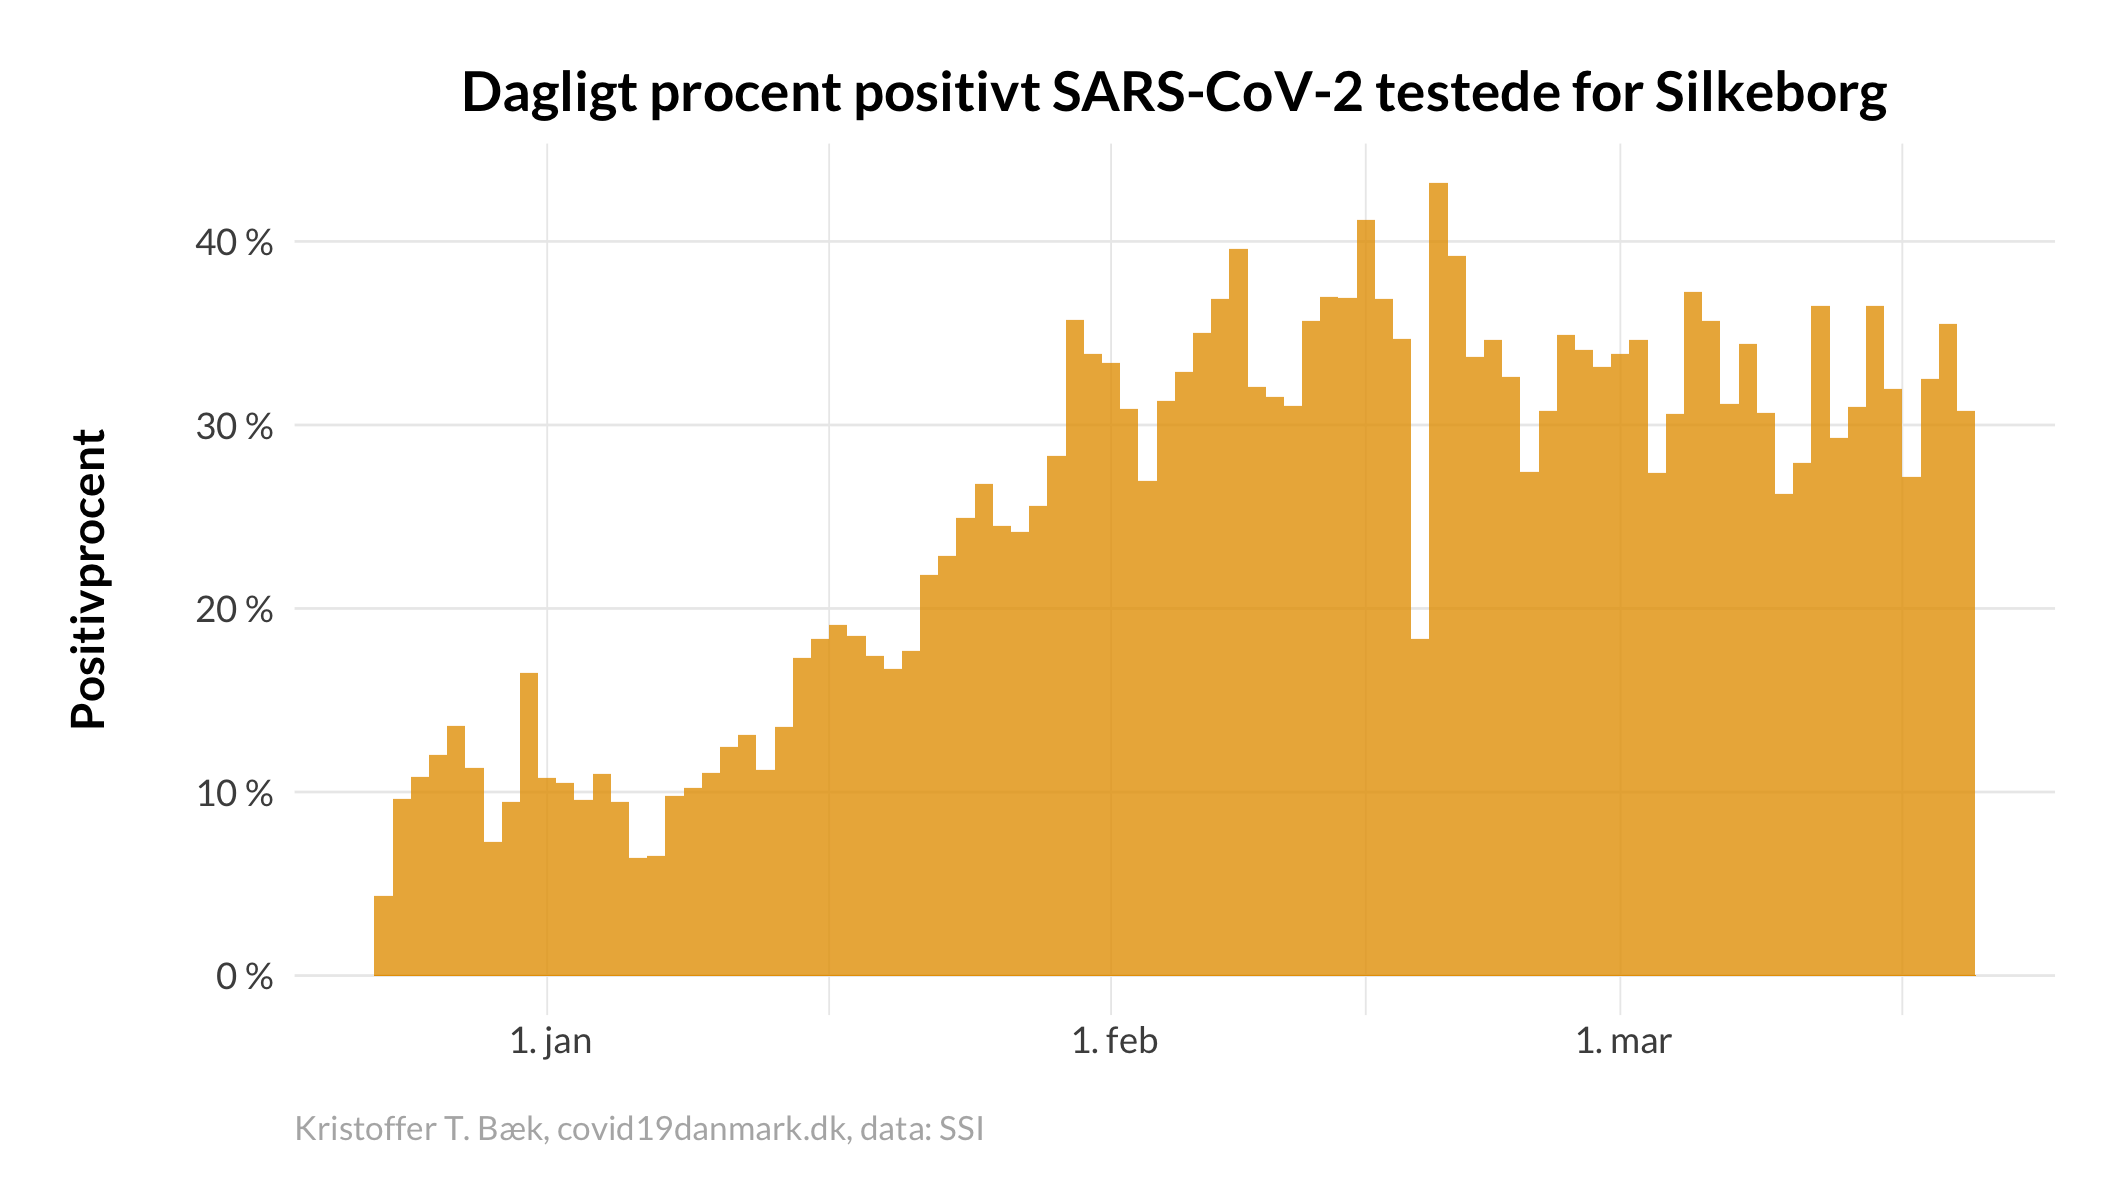 Dagligt procent positivt SARS-CoV-2 testede for Silkeborg
Positivprocent
40 %
30 %
20 %
10 %
0 %
1. jan
1. feb
1. mar
Kristoffer T. Bæk, covid19danmark.dk, data: SSI